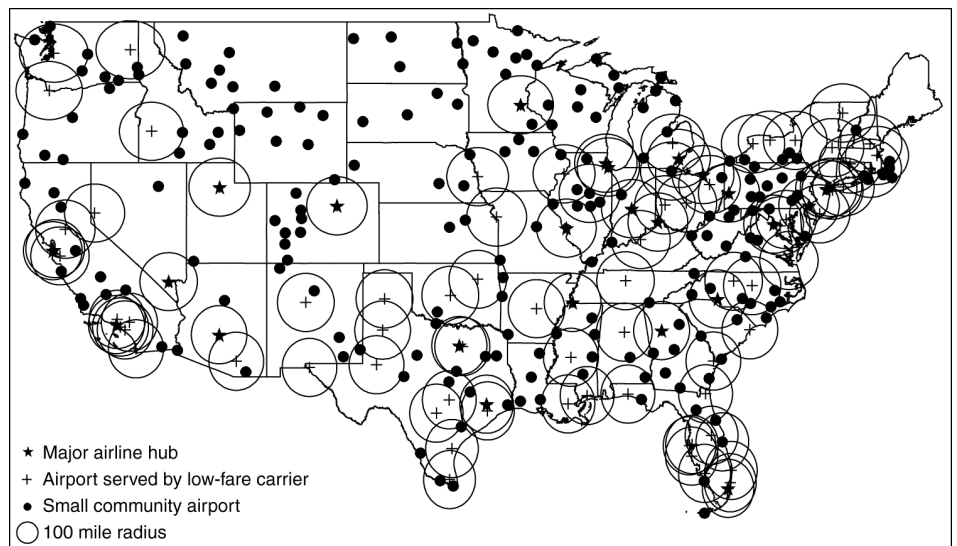 Major airline hub
Airport served by low-fare carrier
Small community airport
100 mile radius